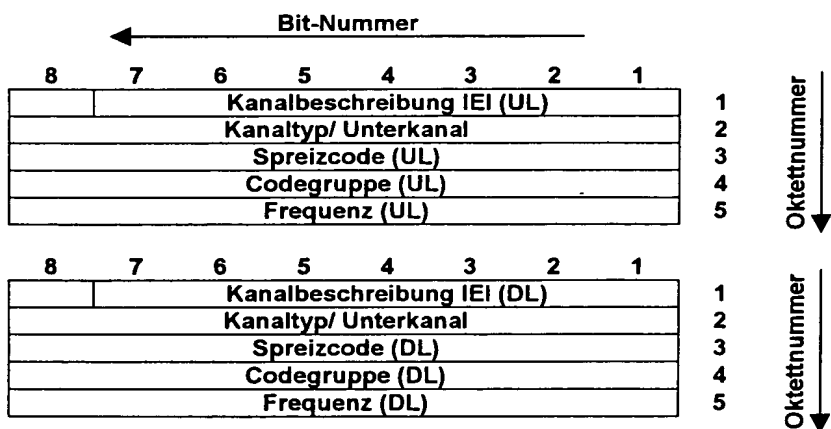 Bit-Nummer
8 7 6 5 4 3 2 1
Kanalbeschreibung IEI (UL) 1
Kanaltyp/ Unterkanal 2
Spreizcode (UL) 3
Codegruppe (UL) 4
Frequenz (UL) 5
Oktettnummer
8 7 6 5 4 3 2 1
Kanalbeschreibung IEI (DL) 1
Kanaltyp/ Unterkanal 2
Spreizcode (DL) 3
Codegruppe (DL) 4
Frequenz (DL) 5
Oktettnummer